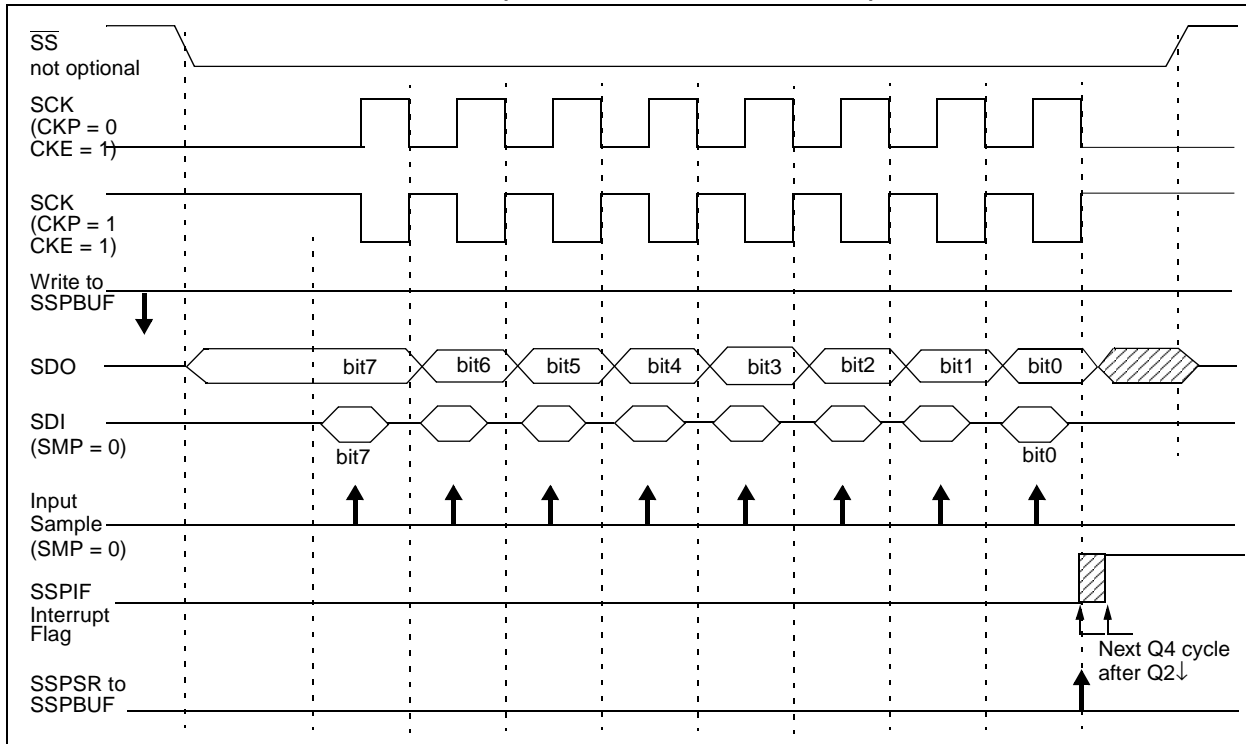 SS
not optional
SCK
(CKP = 0
CKE = 1)
SCK
(CKP = 1
CKE = 1)
Write to
SSPBUF
SDO
bit7 bit6 bit5 bit4 bit3 bit2 bit1 bit0
SDI
(SMP = 0)
bit7 bit0
Input
Sample
(SMP = 0)
SSPIF
Interrupt
Flag
Next Q4 cycle
after Q2↓
SSPSR to
SSPBUF